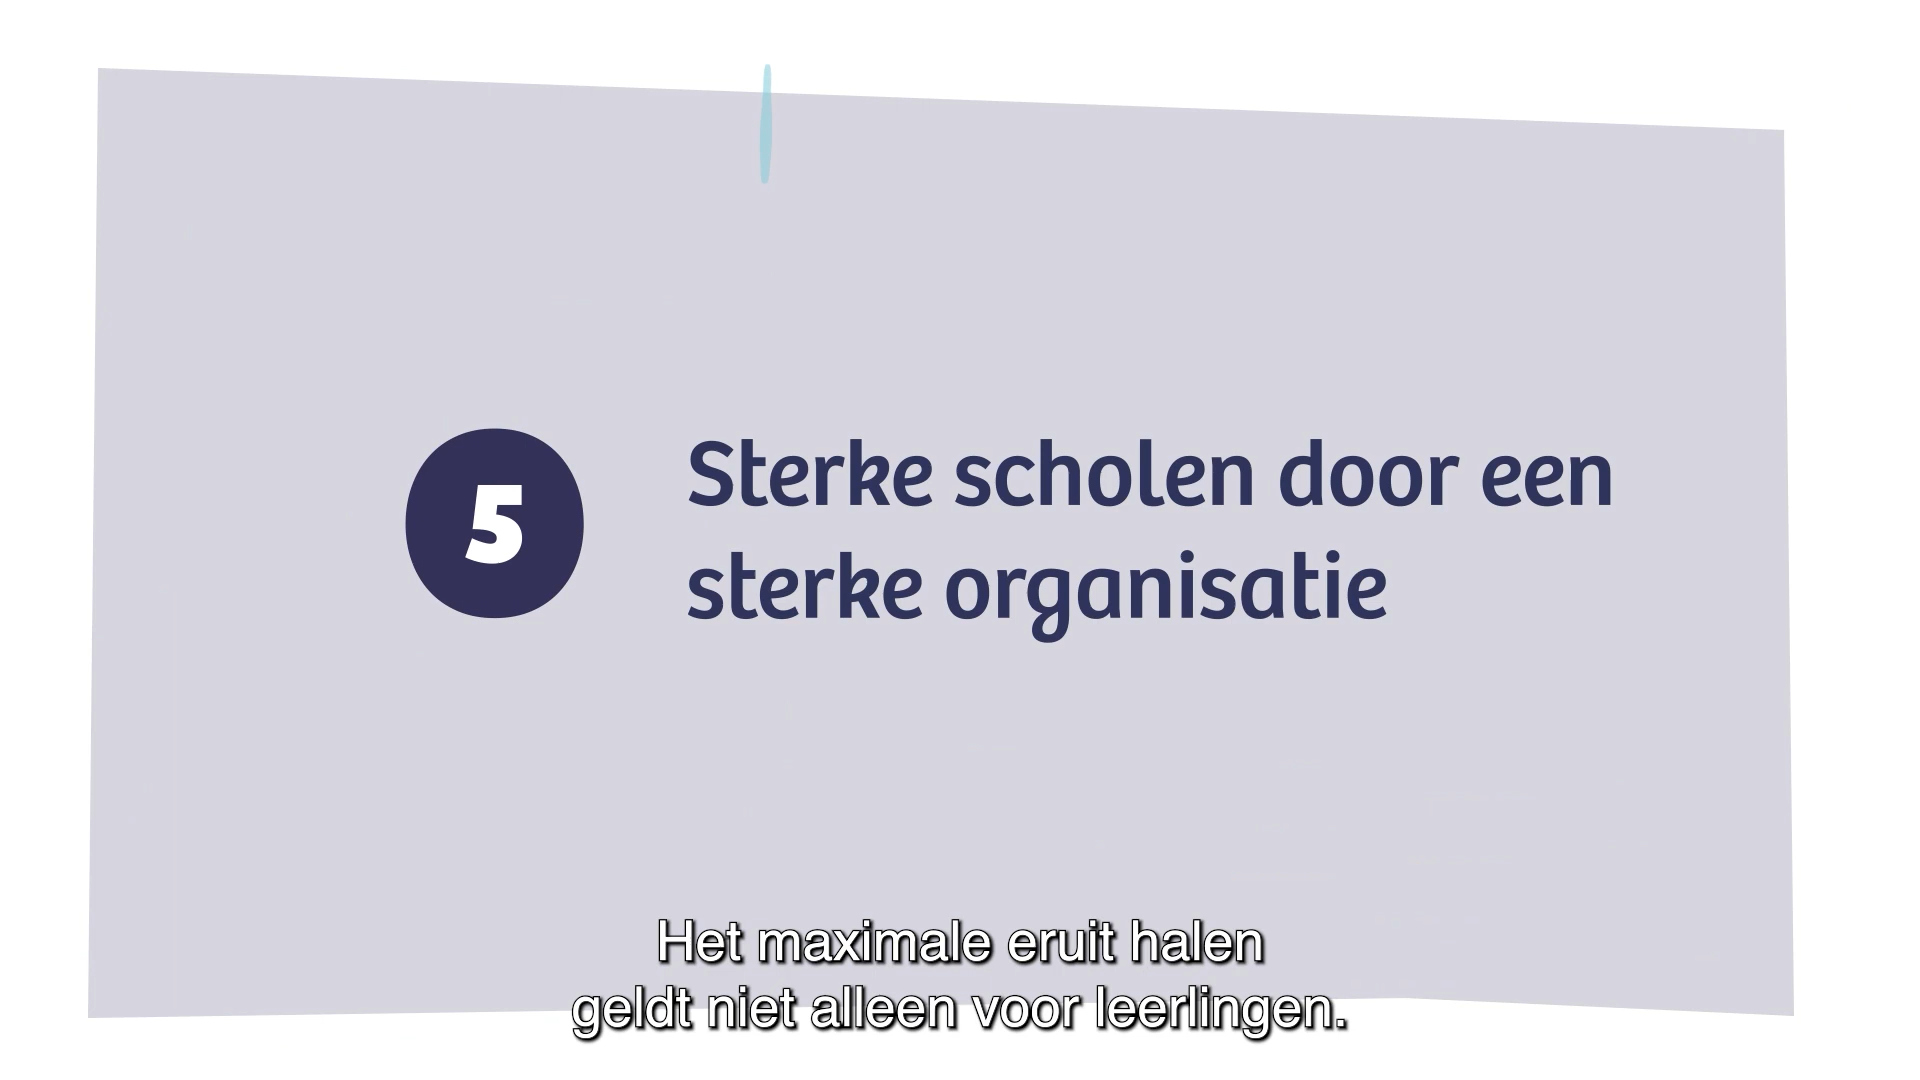 5
Sterke scholen door een
sterke organisatie
Het maximale eruit halen
geldt niet alleen voor leerlingen.